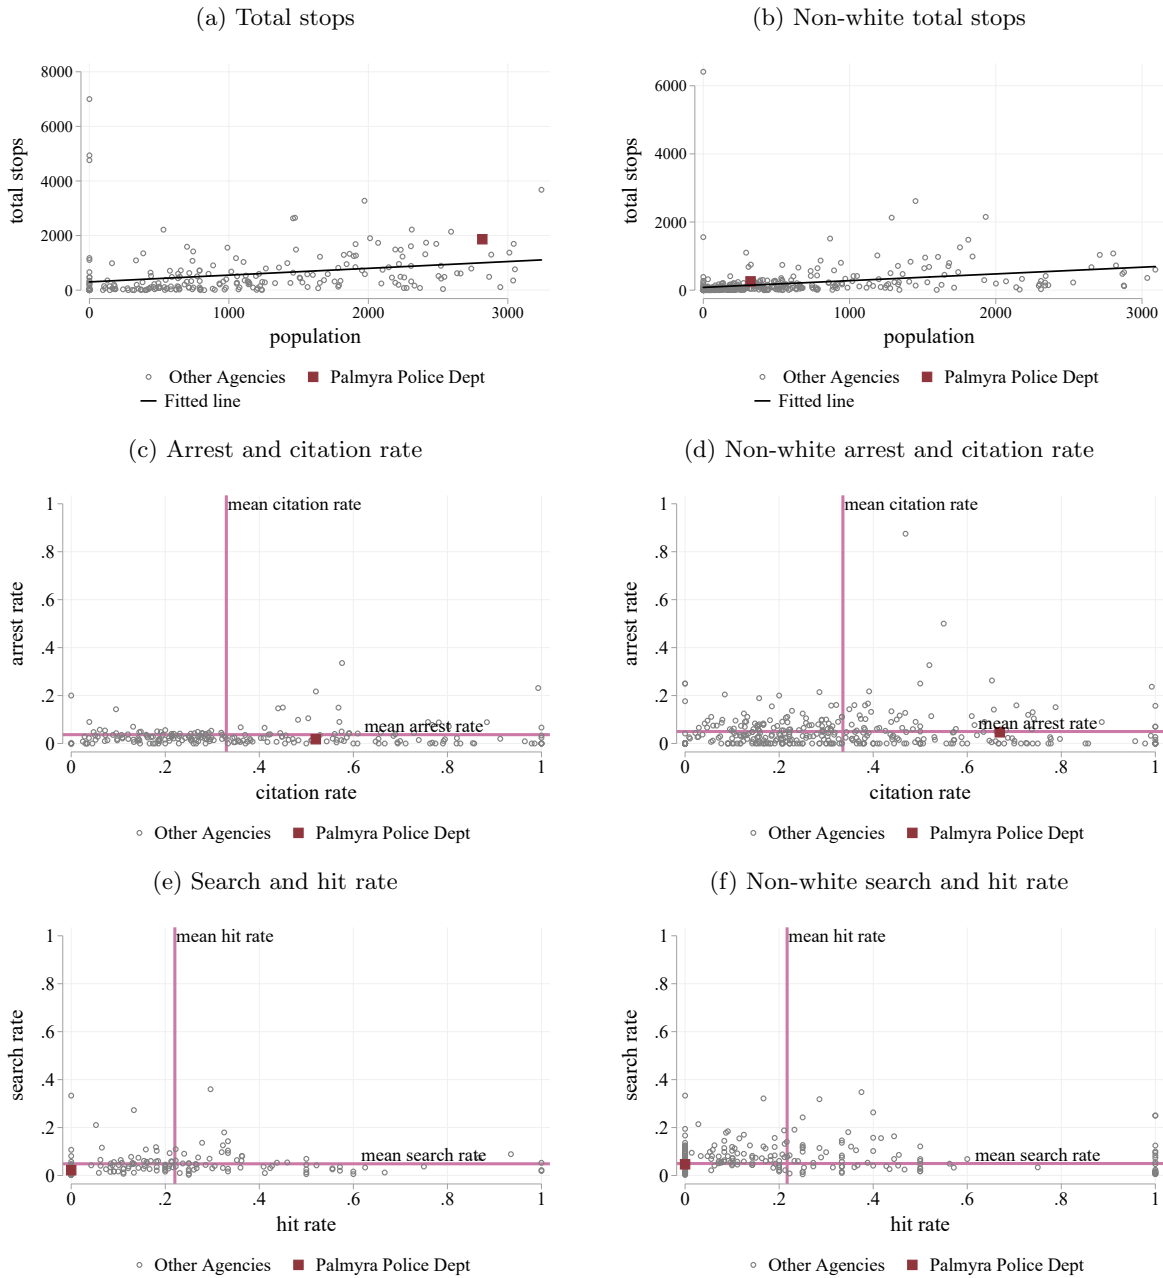 (a) Total stops
(b) Non-white total stops
8000
6000
4000
2000
0
total stops
0 1000 2000 3000
population
Other Agencies Palmyra Police Dept
Fitted line
6000
4000
2000
0
total stops
0 1000 2000 3000
population
Other Agencies Palmyra Police Dept
Fitted line
(c) Arrest and citation rate
(d) Non-white arrest and citation rate
1
.8
.6
.4
.2
0
arrest rate
mean citation rate
mean arrest rate
0 .2 .4 .6 .8 1
citation rate
Other Agencies Palmyra Police Dept
1
.8
.6
.4
.2
0
arrest rate
mean citation rate
mean arrest rate
0 .2 .4 .6 .8 1
citation rate
Other Agencies Palmyra Police Dept
(e) Search and hit rate
(f) Non-white search and hit rate
1
.8
.6
.4
.2
0
search rate
mean hit rate
mean search rate
0 .2 .4 .6 .8 1
hit rate
Other Agencies Palmyra Police Dept
1
.8
.6
.4
.2
0
search rate
mean hit rate
mean search rate
0 .2 .4 .6 .8 1
hit rate
Other Agencies Palmyra Police Dept